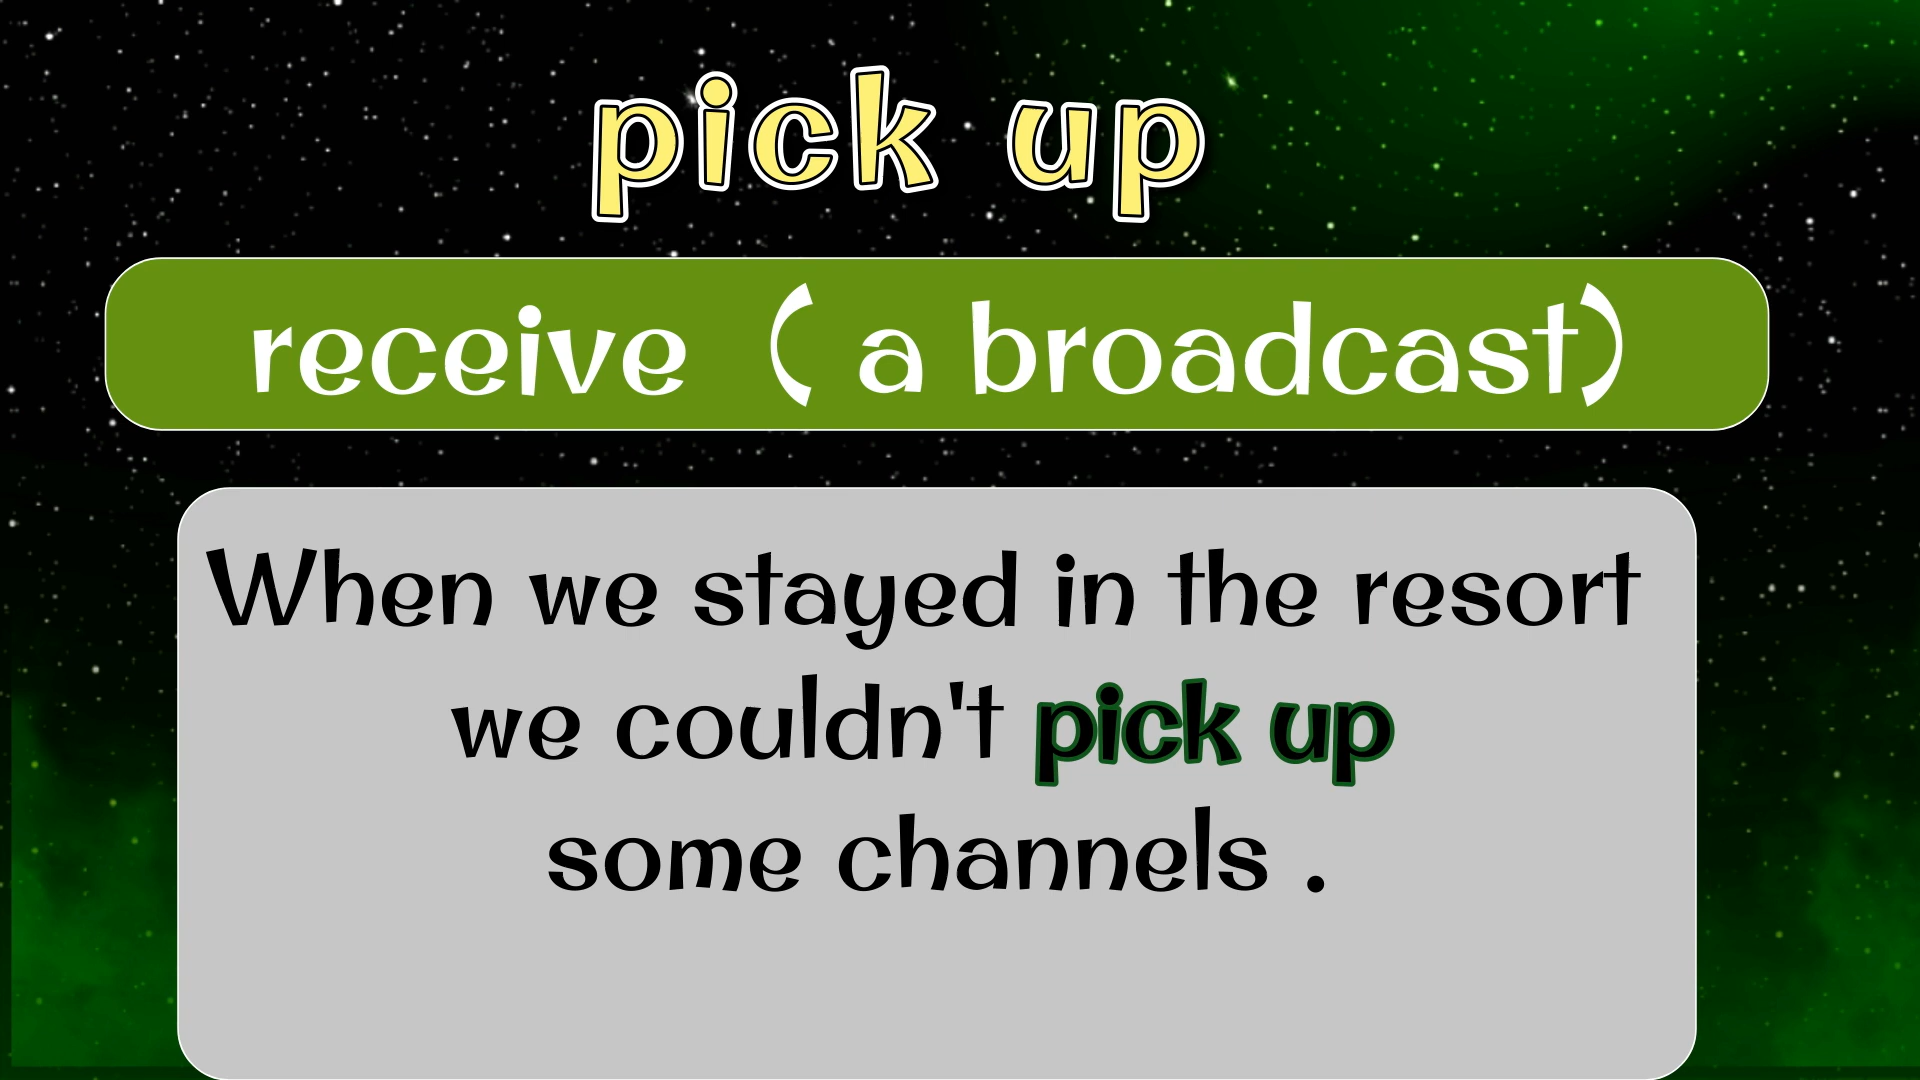 pick up
receive ( a broadcast)
When we stayed in the resort
we couldn't pick up
some channels .